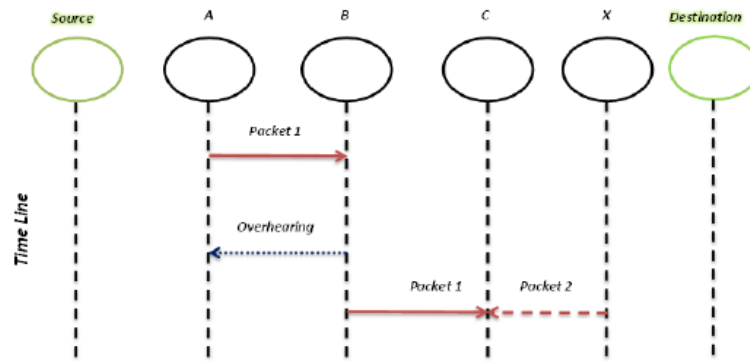 Source A B C X Destination
Packet 1
Time Line
Overhearing
Packet 1 Packet 2